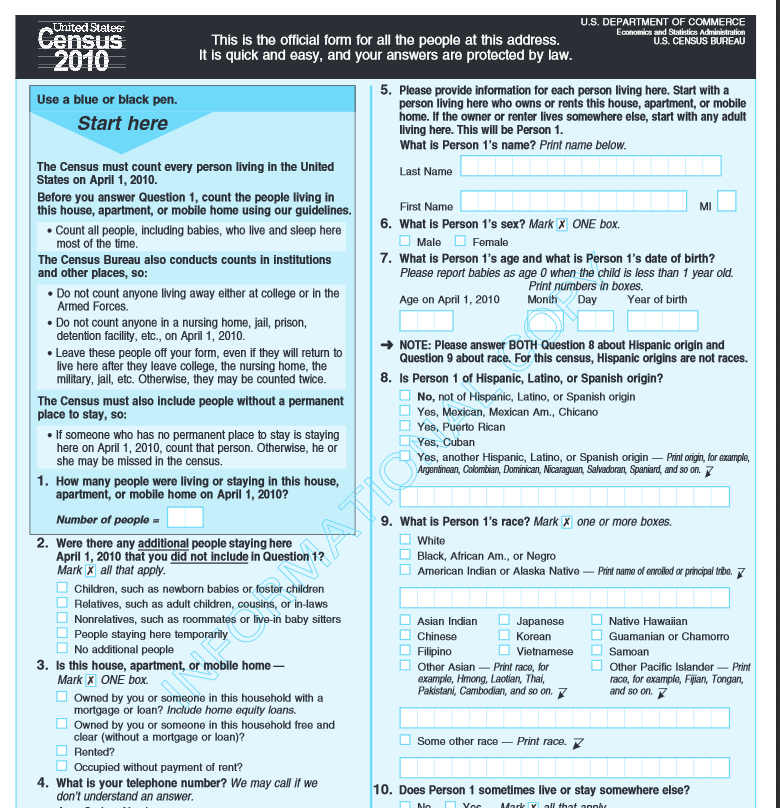 United States
Census
2010
This is the official form for all the people at this address.
It is quick and easy, and your answers are protected by law.
U.S. DEPARTMENT OF COMMERCE
Economics and Statistics Administration
U.S. CENSUS BUREAU
Use a blue or black pen.
Start here
The Census must count every person living in the United
States on April 1, 2010.
Before you answer Question 1, count the people living in
this house, apartment, or mobile home using our guidelines.
• Count all people, including babies, who live and sleep here
most of the time.
The Census Bureau also conducts counts in institutions
and other places, so:
• Do not count anyone living away either at college or in the
Armed Forces.
• Do not count anyone in a nursing home, jail, prison,
detention facility, etc., on April 1, 2010.
• Leave these people off your form, even if they will return to
live here after they leave college, the nursing home, the
military, jail, etc. Otherwise, they may be counted twice.
The Census must also include people without a permanent
place to stay, so:
• If someone who has no permanent place to stay is staying
here on April 1, 2010, count that person. Otherwise, he or
she may be missed in the census.
1. How many people were living or staying in this house,
apartment, or mobile home on April 1, 2010?
Number of people =
2. Were there any additional people staying here
April 1, 2010 that you did not include in Question 1?
Mark X all that apply.
Children, such as newborn babies or foster children
Relatives, such as adult children, cousins, or in-laws
Nonrelatives, such as roommates or live-in baby sitters
People staying here temporarily
No additional people
3. Is this house, apartment, or mobile home —
Mark X ONE box.
Owned by you or someone in this household with a
mortgage or loan? Include home equity loans.
Owned by you or someone in this household free and
clear (without a mortgage or loan)?
Rented?
Occupied without payment of rent?
4. What is your telephone number? We may call if we
don't understand an answer.
5. Please provide information for each person living here. Start with a
person living here who owns or rents this house, apartment, or mobile
home. If the owner or renter lives somewhere else, start with any adult
living here. This will be Person 1.
What is Person 1's name? Print name below.
Last Name
First Name MI
6. What is Person 1's sex? Mark X ONE box.
Male Female
7. What is Person 1's age and what is Person 1's date of birth?
Please report babies as age 0 when the child is less than 1 year old.
Print numbers in boxes.
Age on April 1, 2010 Month Day Year of birth
➔ NOTE: Please answer BOTH Question 8 about Hispanic origin and
Question 9 about race. For this census, Hispanic origins are not races.
8. Is Person 1 of Hispanic, Latino, or Spanish origin?
No, not of Hispanic, Latino, or Spanish origin
Yes, Mexican, Mexican Am., Chicano
Yes, Puerto Rican
Yes, Cuban
Yes, another Hispanic, Latino, or Spanish origin — Print origin, for example,
Argentinean, Colombian, Dominican, Nicaraguan, Salvadoran, Spaniard, and so on.
9. What is Person 1's race? Mark X one or more boxes.
White
Black, African Am., or Negro
American Indian or Alaska Native — Print name of enrolled or principal tribe.
Asian Indian Japanese Native Hawaiian
Chinese Korean Guamanian or Chamorro
Filipino Vietnamese Samoan
Other Asian — Print race, for
example, Hmong, Laotian, Thai,
Pakistani, Cambodian, and so on.
Other Pacific Islander — Print
race, for example, Fijian, Tongan,
and so on.
Some other race — Print race.
10. Does Person 1 sometimes live or stay somewhere else?
No Yes Mark X all that apply
INFORMATIONAL COPY